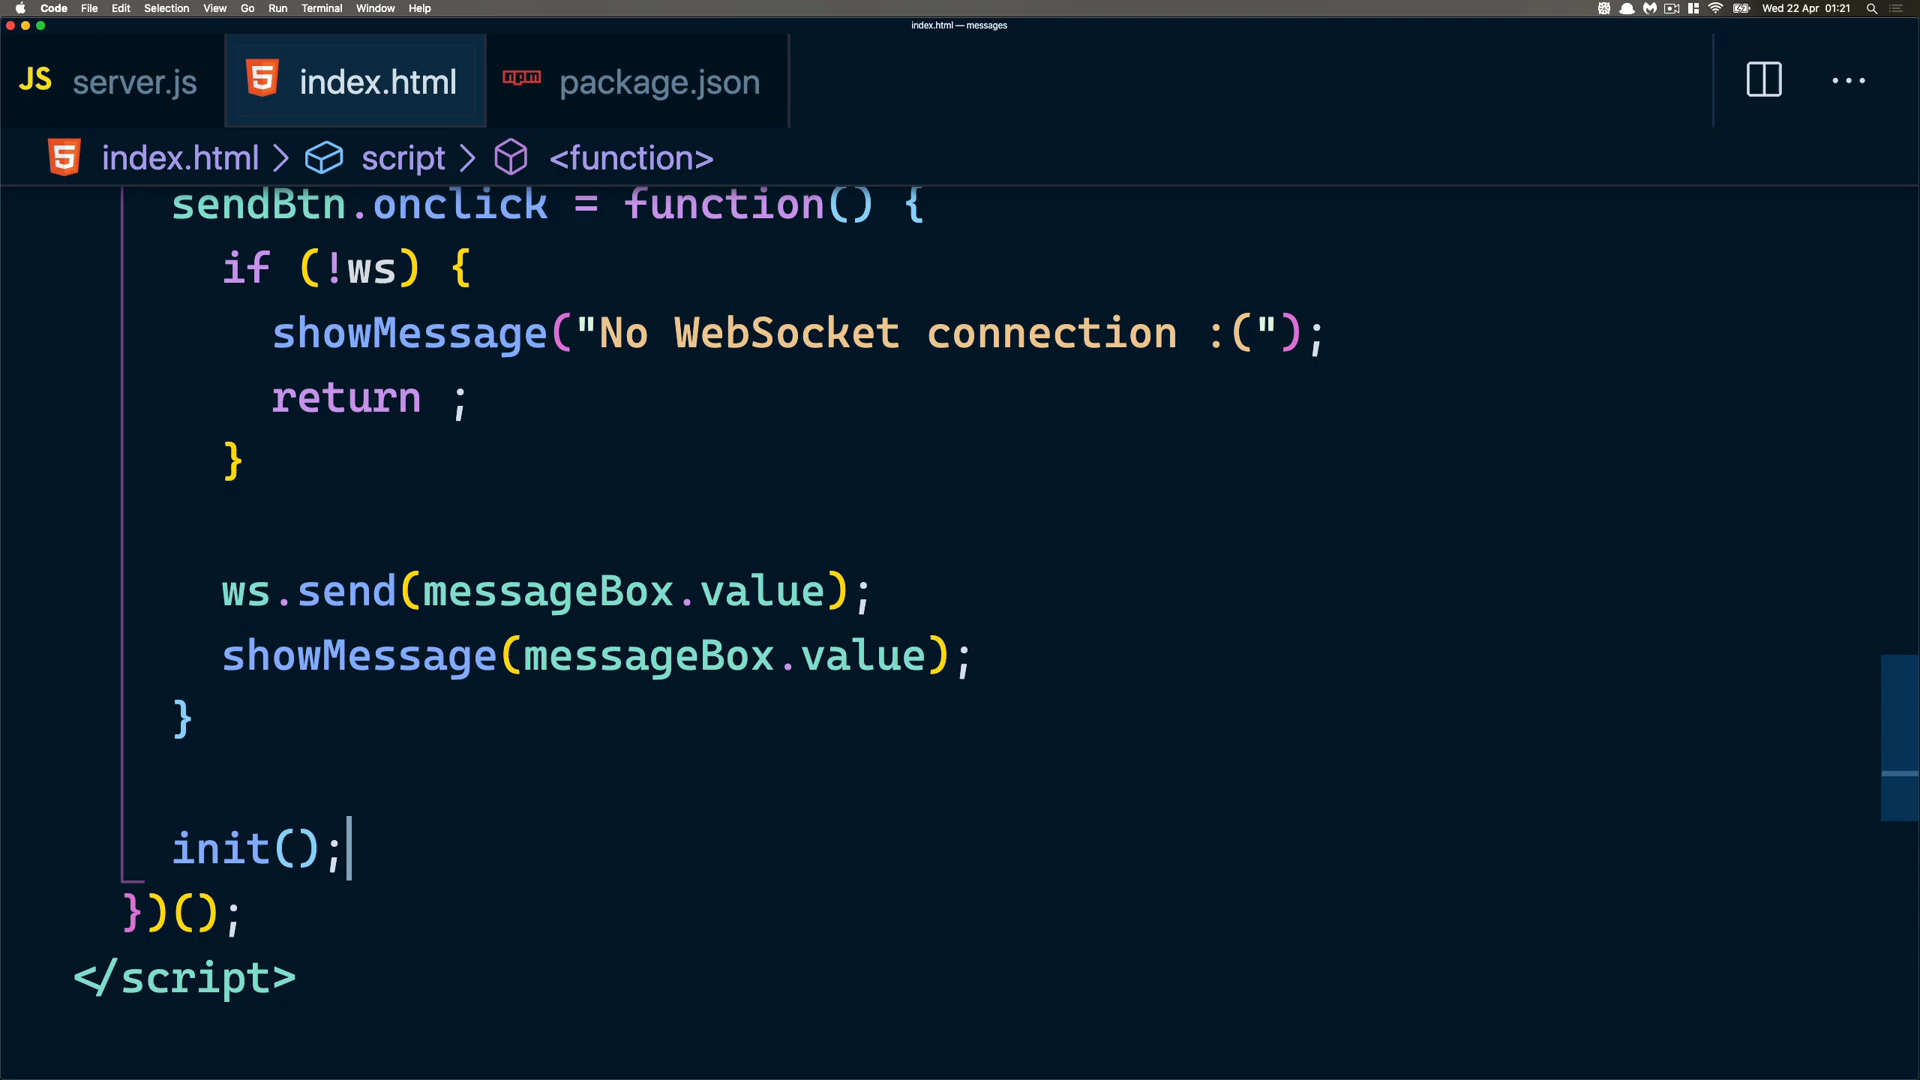 Code File Edit Selection View Go Run Terminal Window Help Wed 22 Apr 01:21
index.html — messages
JS server.js index.html npm package.json
index.html > script > <function>
sendBtn.onclick = function() {
if (!ws) {
showMessage("No WebSocket connection :(");
return ;
}
ws.send(messageBox.value);
showMessage(messageBox.value);
}
init();
})();
</script>